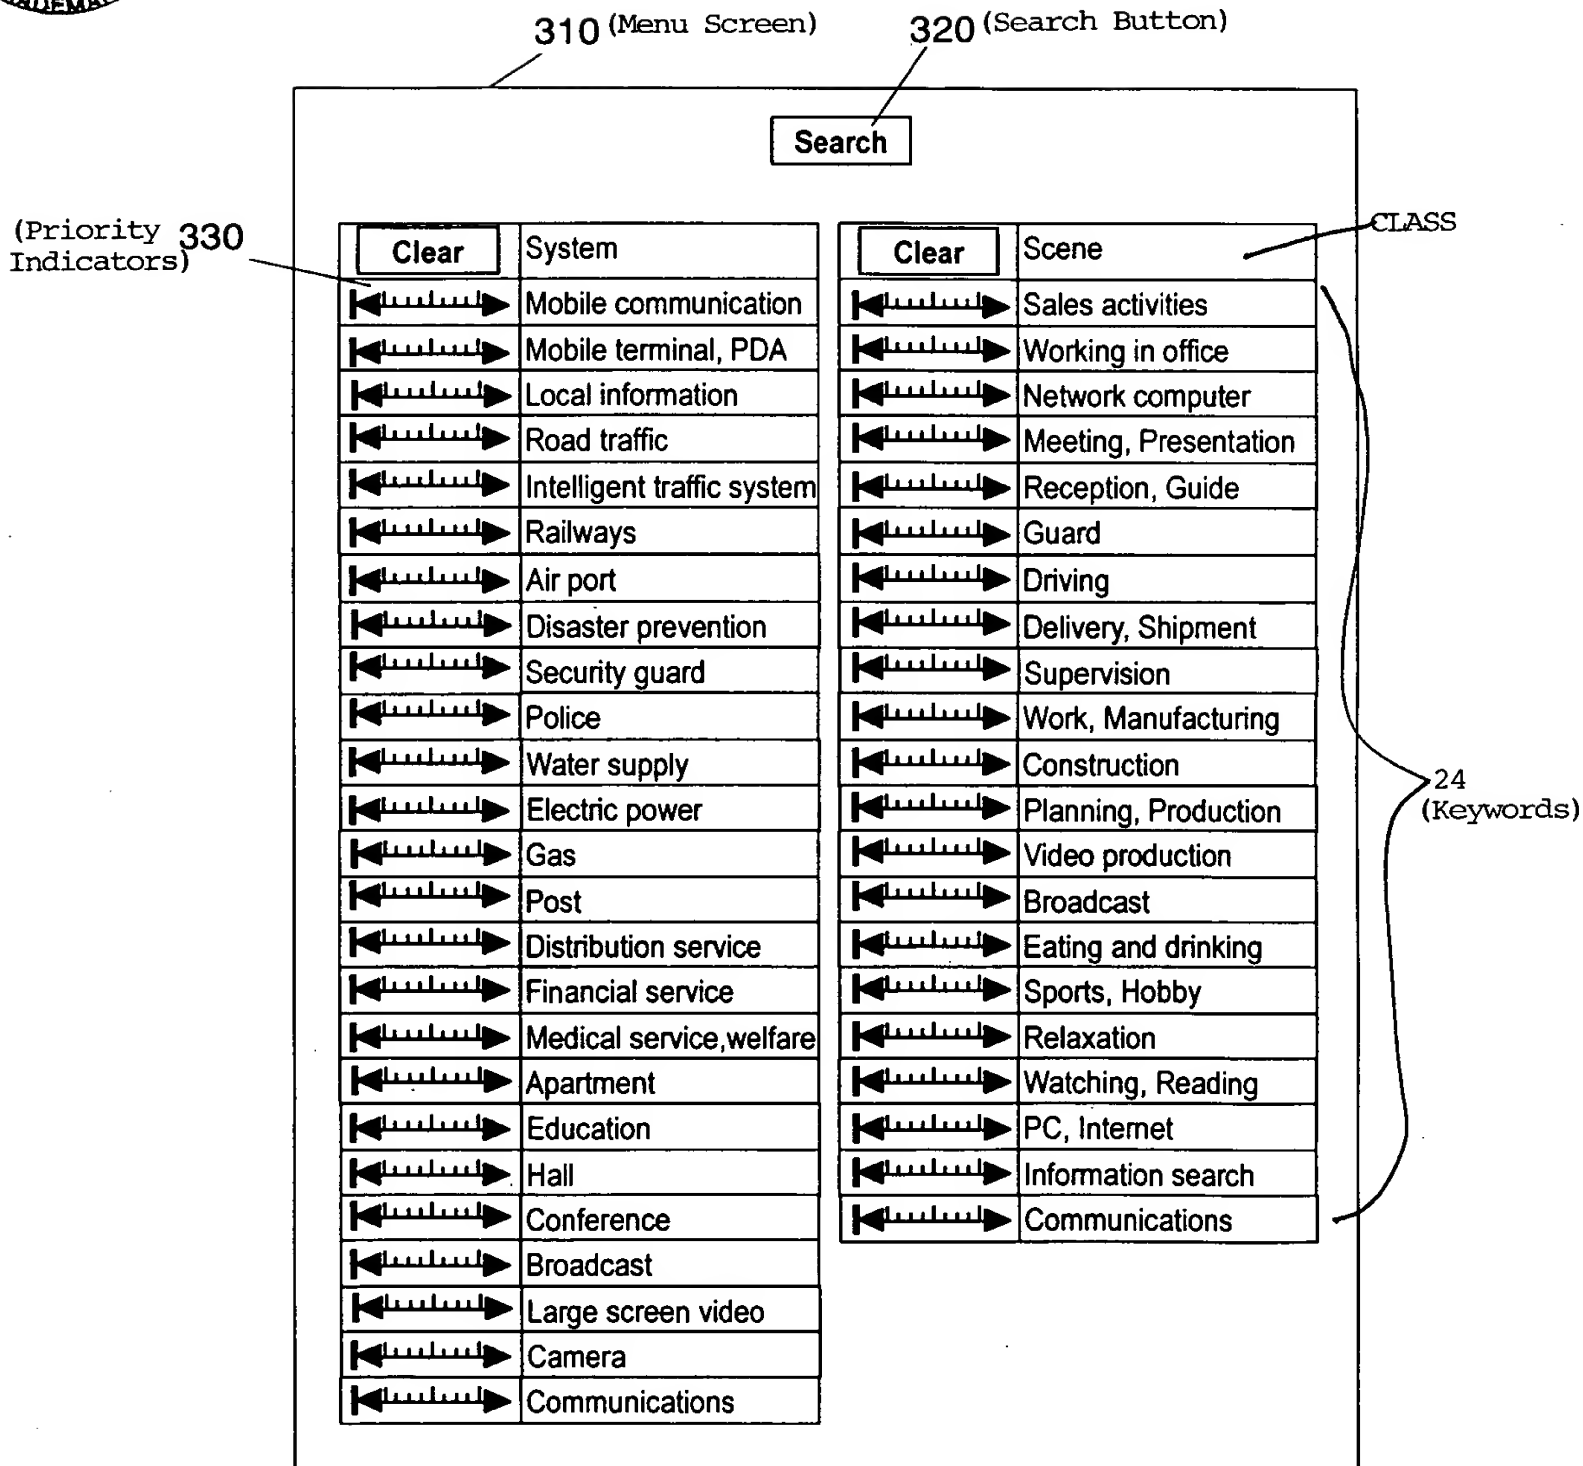 310 (Menu Screen)
320 (Search Button)
Search
(Priority
Indicators) 330
CLASS
Clear System
Mobile communication
Mobile terminal, PDA
Local information
Road traffic
Intelligent traffic system
Railways
Air port
Disaster prevention
Security guard
Police
Water supply
Electric power
Gas
Post
Distribution service
Financial service
Medical service,welfare
Apartment
Education
Hall
Conference
Broadcast
Large screen video
Camera
Communications
Clear Scene
Sales activities
Working in office
Network computer
Meeting, Presentation
Reception, Guide
Guard
Driving
Delivery, Shipment
Supervision
Work, Manufacturing
Construction
Planning, Production
Video production
Broadcast
Eating and drinking
Sports, Hobby
Relaxation
Watching, Reading
PC, Internet
Information search
Communications
24
(Keywords)